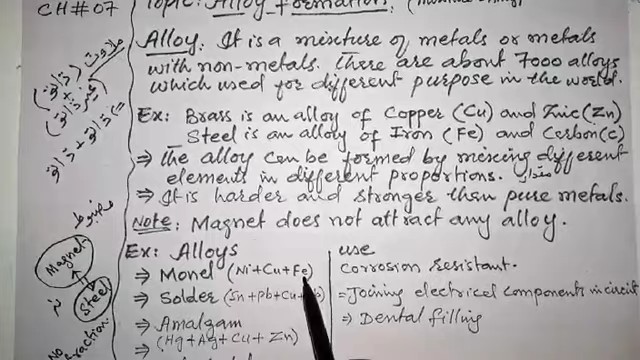 CH#07 Topic: Alloy Formation.
Alloy. It is a mixture of metals or metals
with non-metals. There are about 7000 alloys
which used for different purpose in the world.
Ex: Brass is an alloy of Copper (Cu) and Zinc (Zn)
Steel is an alloy of Iron (Fe) and Carbon (C)
⇒ The alloy can be formed by mixing different
elements in different proportions.
⇒ It is harder and stronger than pure metals.
Note: Magnet does not attract any alloy.
مضبوط
Magnet
Steel
No
Ex: Alloys use
⇒ Monel (Ni+Cu+Fe) Corrosion resistant.
⇒ Solder (Sn+Pb+Cu+ ⇒ Joining electrical components in circuit
⇒ Amalgam ⇒ Dental filling
(Hg+Ag+Cu+Zn)